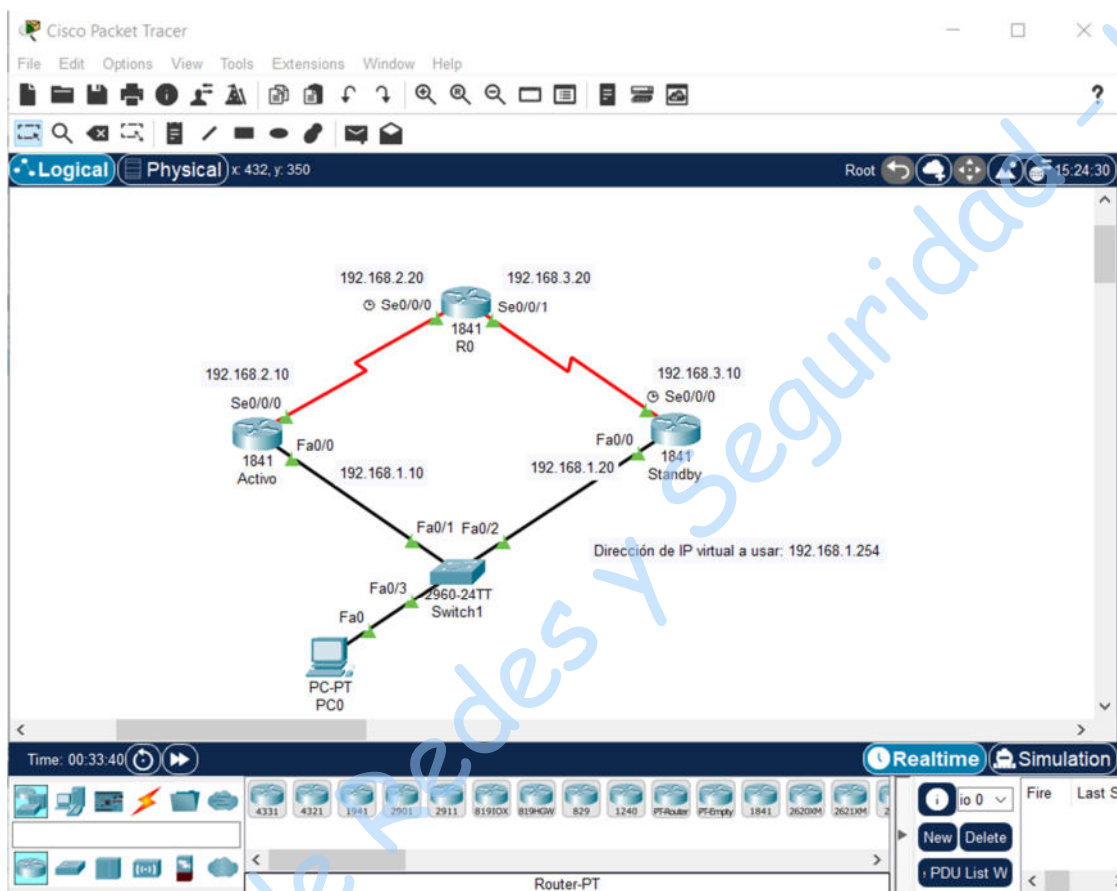 Cisco Packet Tracer
File Edit Options View Tools Extensions Window Help
?
Logical Physical x: 432, y: 350 Root 15:24:30
192.168.2.20 192.168.3.20
Se0/0/0 Se0/0/1
1841
R0
192.168.2.10 192.168.3.10
Se0/0/0 Se0/0/0
Fa0/0 Fa0/0
1841 1841
Activo Standby
192.168.1.10 192.168.1.20
Fa0/1 Fa0/2
Dirección de IP virtual a usar: 192.168.1.254
Fa0/3 2960-24TT
Switch1
Fa0
PC-PT
PC0
Time: 00:33:40 Realtime Simulation
4331 4321 1941 2901 2911 819IOX 819HGW 829 1240 PT-Router PT-Empty 1841 2620XM 2621XM 2
io 0 Fire Last S
New Delete
PDU List W
Router-PT
de Redes y Seguridad